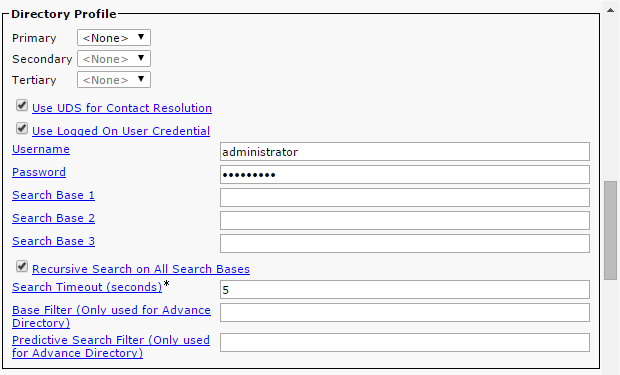 Directory Profile
Primary <None>
Secondary <None>
Tertiary <None>
Use UDS for Contact Resolution
Use Logged On User Credential
Username administrator
Password •••••••••
Search Base 1
Search Base 2
Search Base 3
Recursive Search on All Search Bases
Search Timeout (seconds)* 5
Base Filter (Only used for Advance
Directory)
Predictive Search Filter (Only used
for Advance Directory)